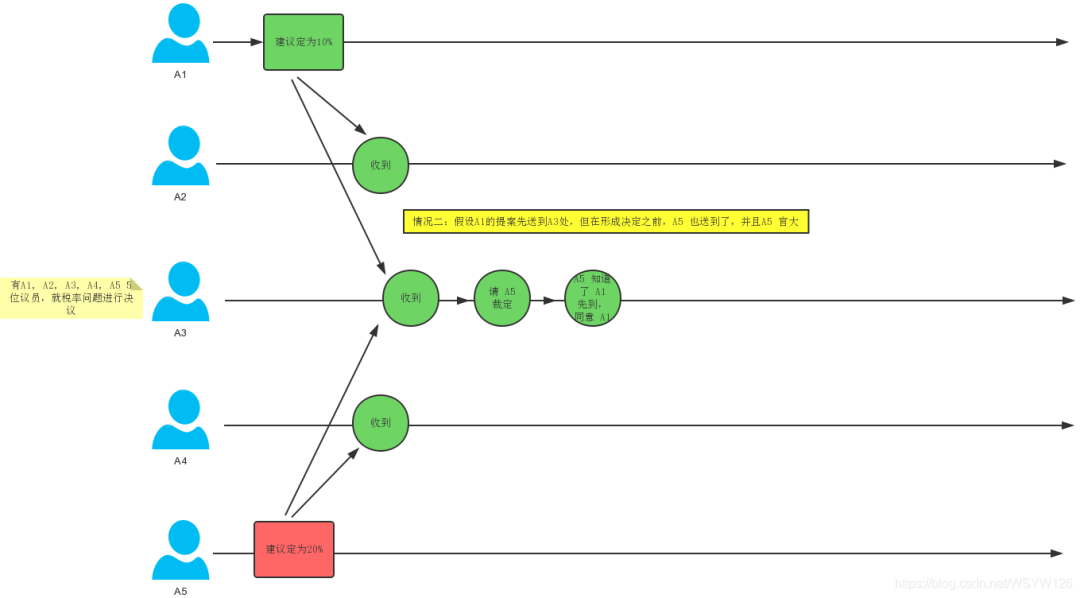 A1
建议定为10%
A2
收到
情况二: 假设A1的提案先送到A3处, 但在形成决定之前, A5 也送到了, 并且A5 官大
有A1, A2, A3, A4, A5 5
位议员, 就税率问题进行决
议
A3
收到
请 A5
裁定
A5 知道
了 A1
先到,
同意 A1
A4
收到
A5
建议定为20%
https://blog.csdn.net/WSYW126